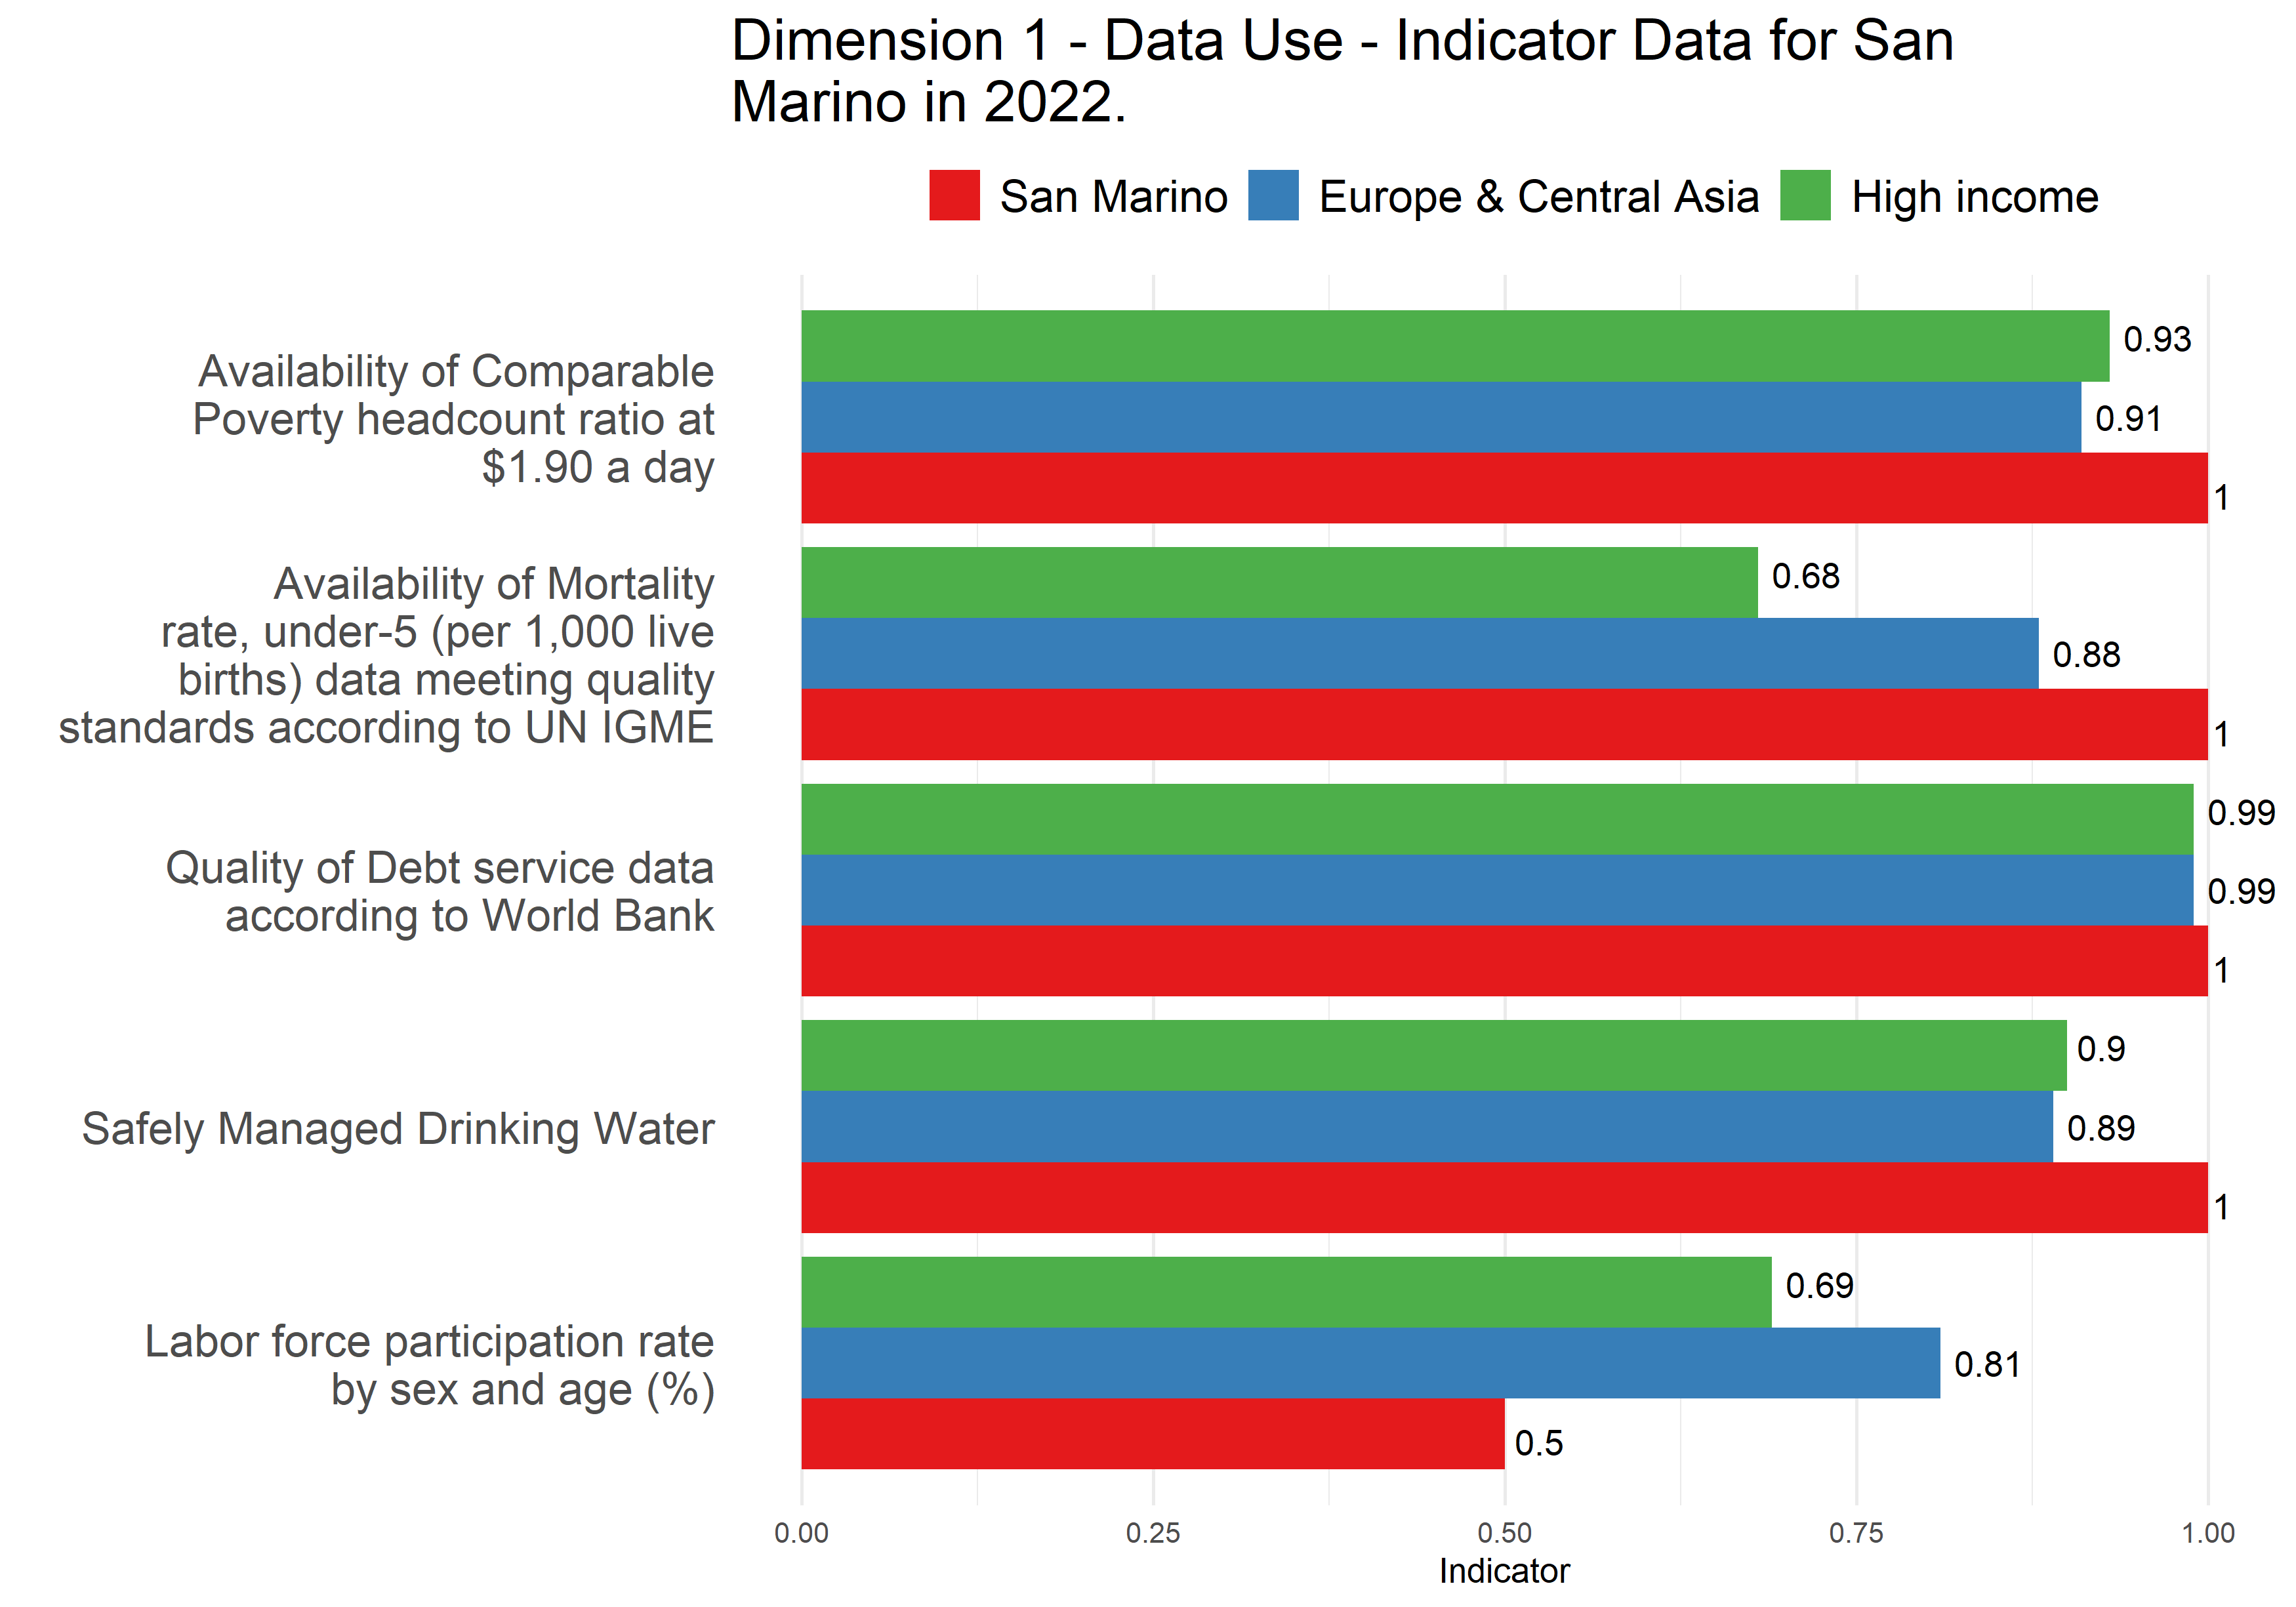 Dimension 1 - Data Use - Indicator Data for San
Marino in 2022.
San Marino
Europe & Central Asia
High income
Availability of Comparable
Poverty headcount ratio at
$1.90 a day
0.93
0.91
1
Availability of Mortality
rate, under-5 (per 1,000 live
births) data meeting quality
standards according to UN IGME
0.68
0.88
1
Quality of Debt service data
according to World Bank
0.99
0.99
1
Safely Managed Drinking Water
0.9
0.89
1
Labor force participation rate
by sex and age (%)
0.69
0.81
0.5
0.00
0.25
0.50
0.75
1.00
Indicator